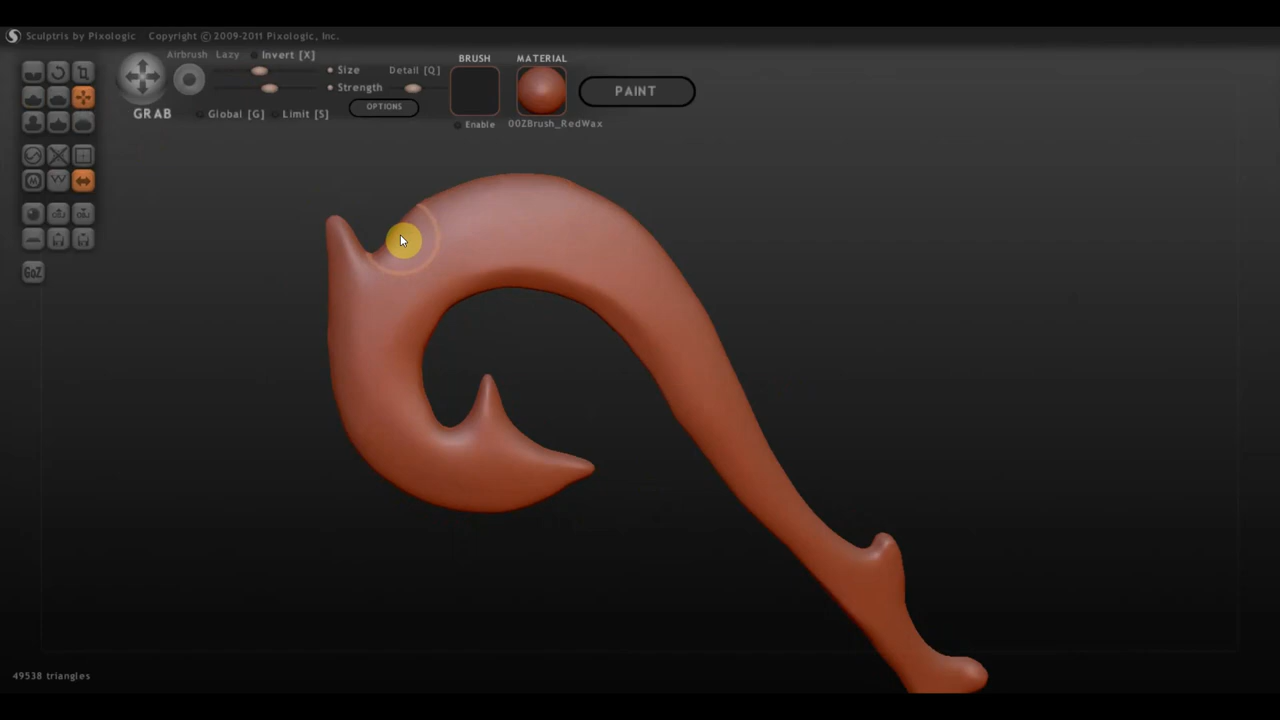 Sculptris by Pixologic Copyright © 2009-2011 Pixologic, Inc.
Airbrush Lazy Invert [X]
BRUSH MATERIAL
Size Detail [Q]
Strength
OPTIONS
PAINT
GRAB Global [G] Limit [S]
Enable 00ZBrush_RedWax
GoZ
49538 triangles